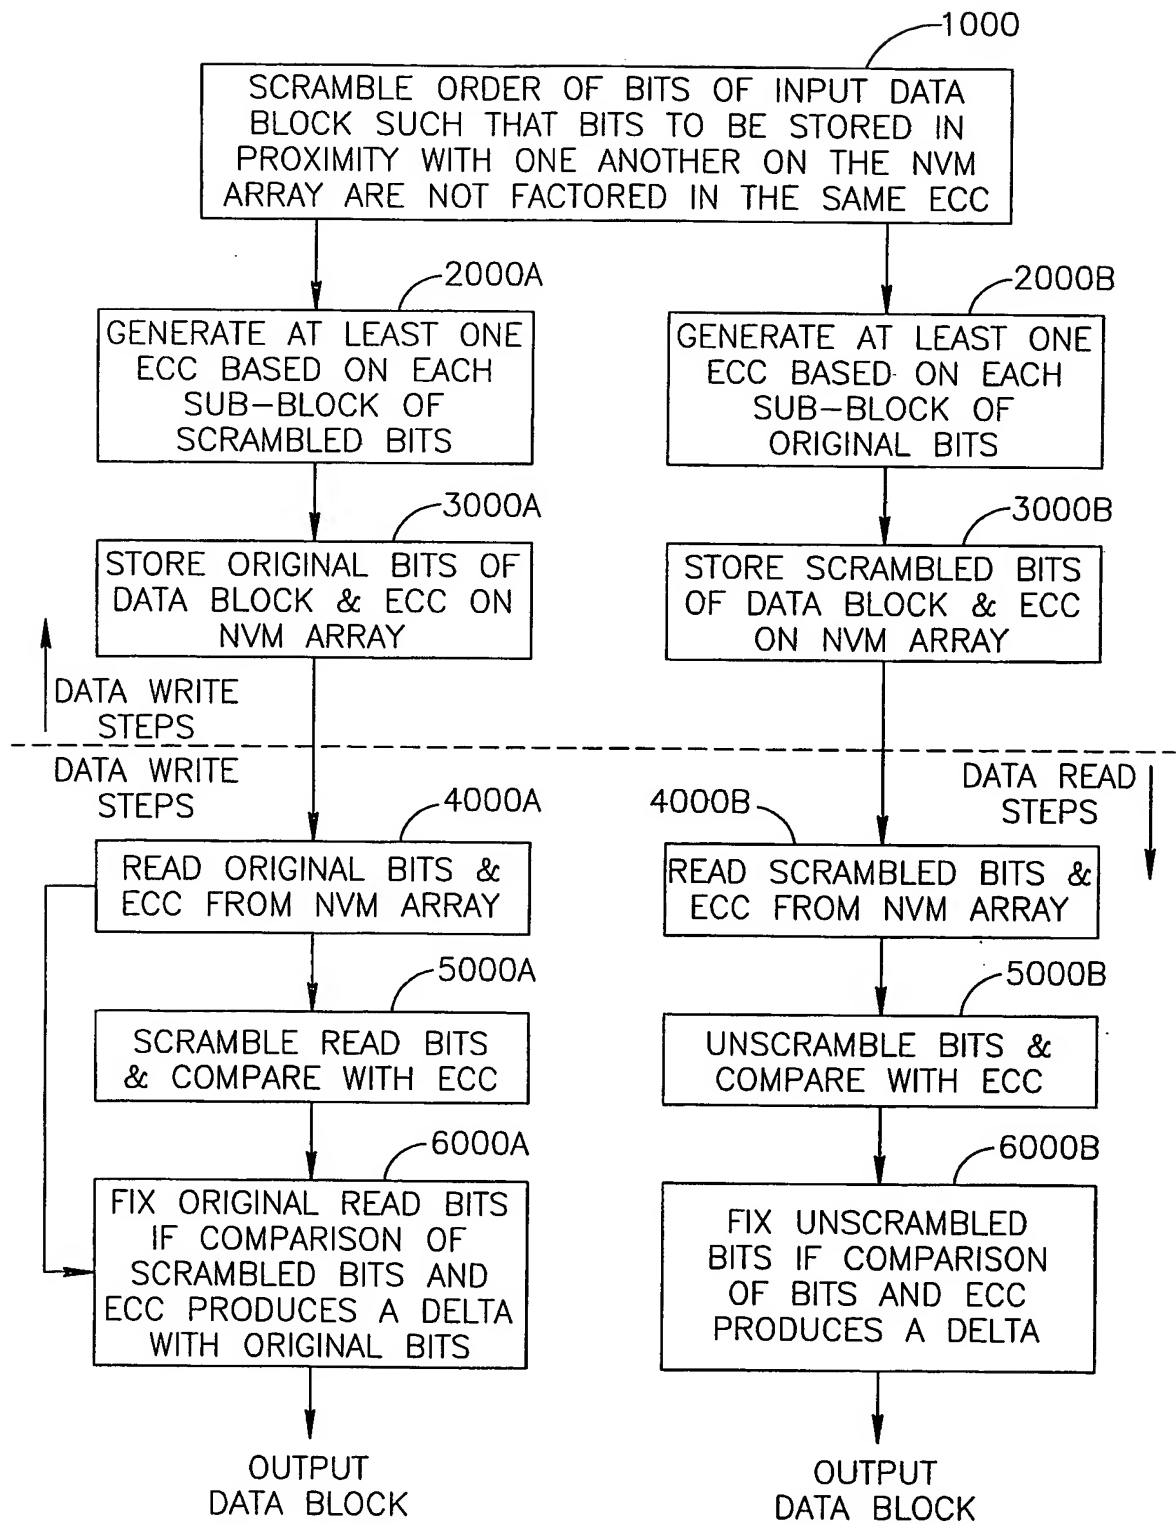 1000
SCRAMBLE ORDER OF BITS OF INPUT DATA
BLOCK SUCH THAT BITS TO BE STORED IN
PROXIMITY WITH ONE ANOTHER ON THE NVM
ARRAY ARE NOT FACTORED IN THE SAME ECC
2000A
GENERATE AT LEAST ONE
ECC BASED ON EACH
SUB-BLOCK OF
SCRAMBLED BITS
2000B
GENERATE AT LEAST ONE
ECC BASED ON EACH
SUB-BLOCK OF
ORIGINAL BITS
3000A
STORE ORIGINAL BITS OF
DATA BLOCK & ECC ON
NVM ARRAY
3000B
STORE SCRAMBLED BITS
OF DATA BLOCK & ECC
ON NVM ARRAY
DATA WRITE
STEPS
DATA WRITE
STEPS
DATA READ
STEPS
4000A
READ ORIGINAL BITS &
ECC FROM NVM ARRAY
4000B
READ SCRAMBLED BITS &
ECC FROM NVM ARRAY
5000A
SCRAMBLE READ BITS
& COMPARE WITH ECC
5000B
UNSCRAMBLE BITS &
COMPARE WITH ECC
6000A
FIX ORIGINAL READ BITS
IF COMPARISON OF
SCRAMBLED BITS AND
ECC PRODUCES A DELTA
WITH ORIGINAL BITS
6000B
FIX UNSCRAMBLED
BITS IF COMPARISON
OF BITS AND ECC
PRODUCES A DELTA
OUTPUT
DATA BLOCK
OUTPUT
DATA BLOCK